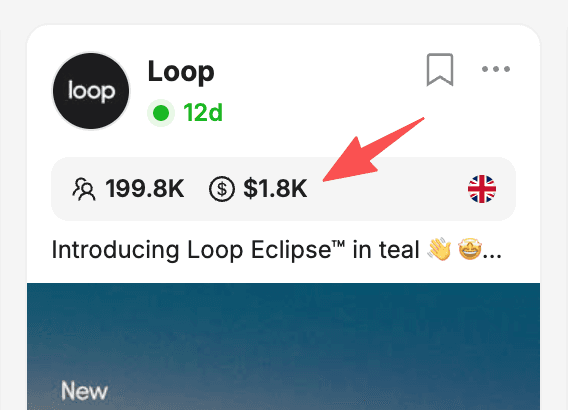 loop
Loop
12d
199.8K $1.8K
Introducing Loop Eclipse™ in teal 👋 🤩...
New